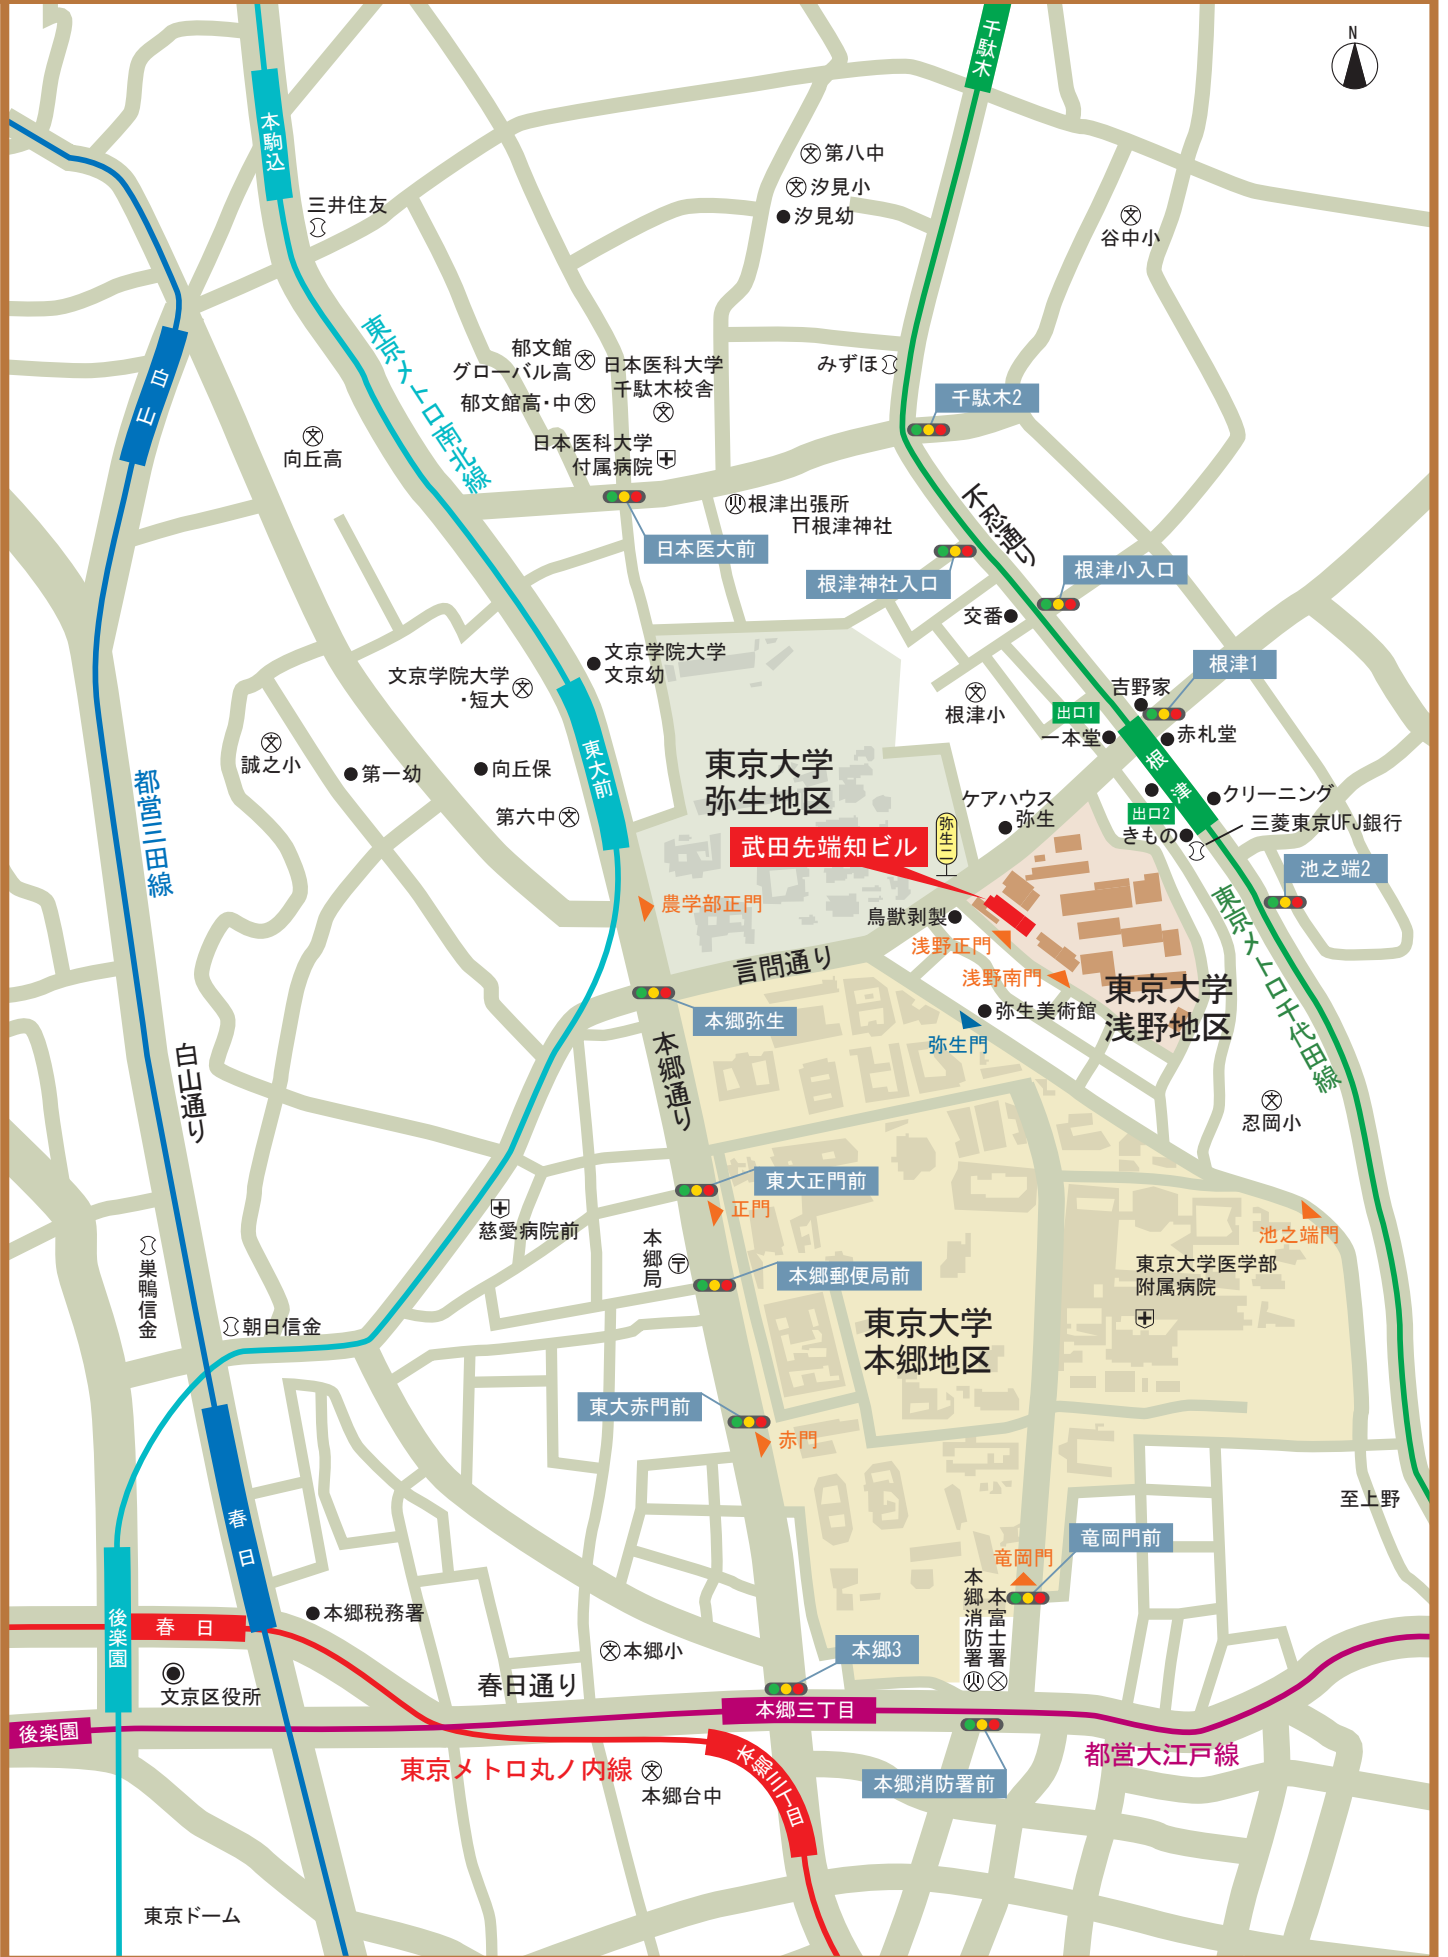 千駄木
N
本駒込
第八中
汐見小
汐見幼
三井住友
谷中小
東京メトロ南北線
郁文館
グローバル高
郁文館高・中
日本医科大学
千駄木校舎
みずほ
白山
千駄木2
向丘高
日本医科大学
付属病院
根津出張所
根津神社
不忍通り
日本医大前
根津神社入口
根津小入口
交番
文京学院大学
文京幼
文京学院大学
・短大
根津1
吉野家
根津小
出口1
一本堂
赤札堂
誠之小
第一幼
向丘保
東大前
第六中
東京大学
弥生地区
根津
ケアハウス
弥生
クリーニング
出口2
きもの
三菱東京UFJ銀行
弥生二
武田先端知ビル
池之端2
都営三田線
農学部正門
鳥獣剥製
浅野正門
浅野南門
東京メトロ千代田線
言問通り
東京大学
浅野地区
本郷弥生
弥生美術館
弥生門
白山通り
本郷通り
忍岡小
東大正門前
正門
慈愛病院前
本郷局
池之端門
巣鴨信金
本郷郵便局前
東京大学医学部
附属病院
朝日信金
東京大学
本郷地区
東大赤門前
赤門
至上野
春日
竜岡門前
竜岡門
本郷消防署
本富士署
後楽園
春日
本郷税務署
本郷小
本郷3
文京区役所
春日通り
本郷三丁目
後楽園
都営大江戸線
東京メトロ丸ノ内線
本郷三丁目
本郷台中
本郷消防署前
東京ドーム